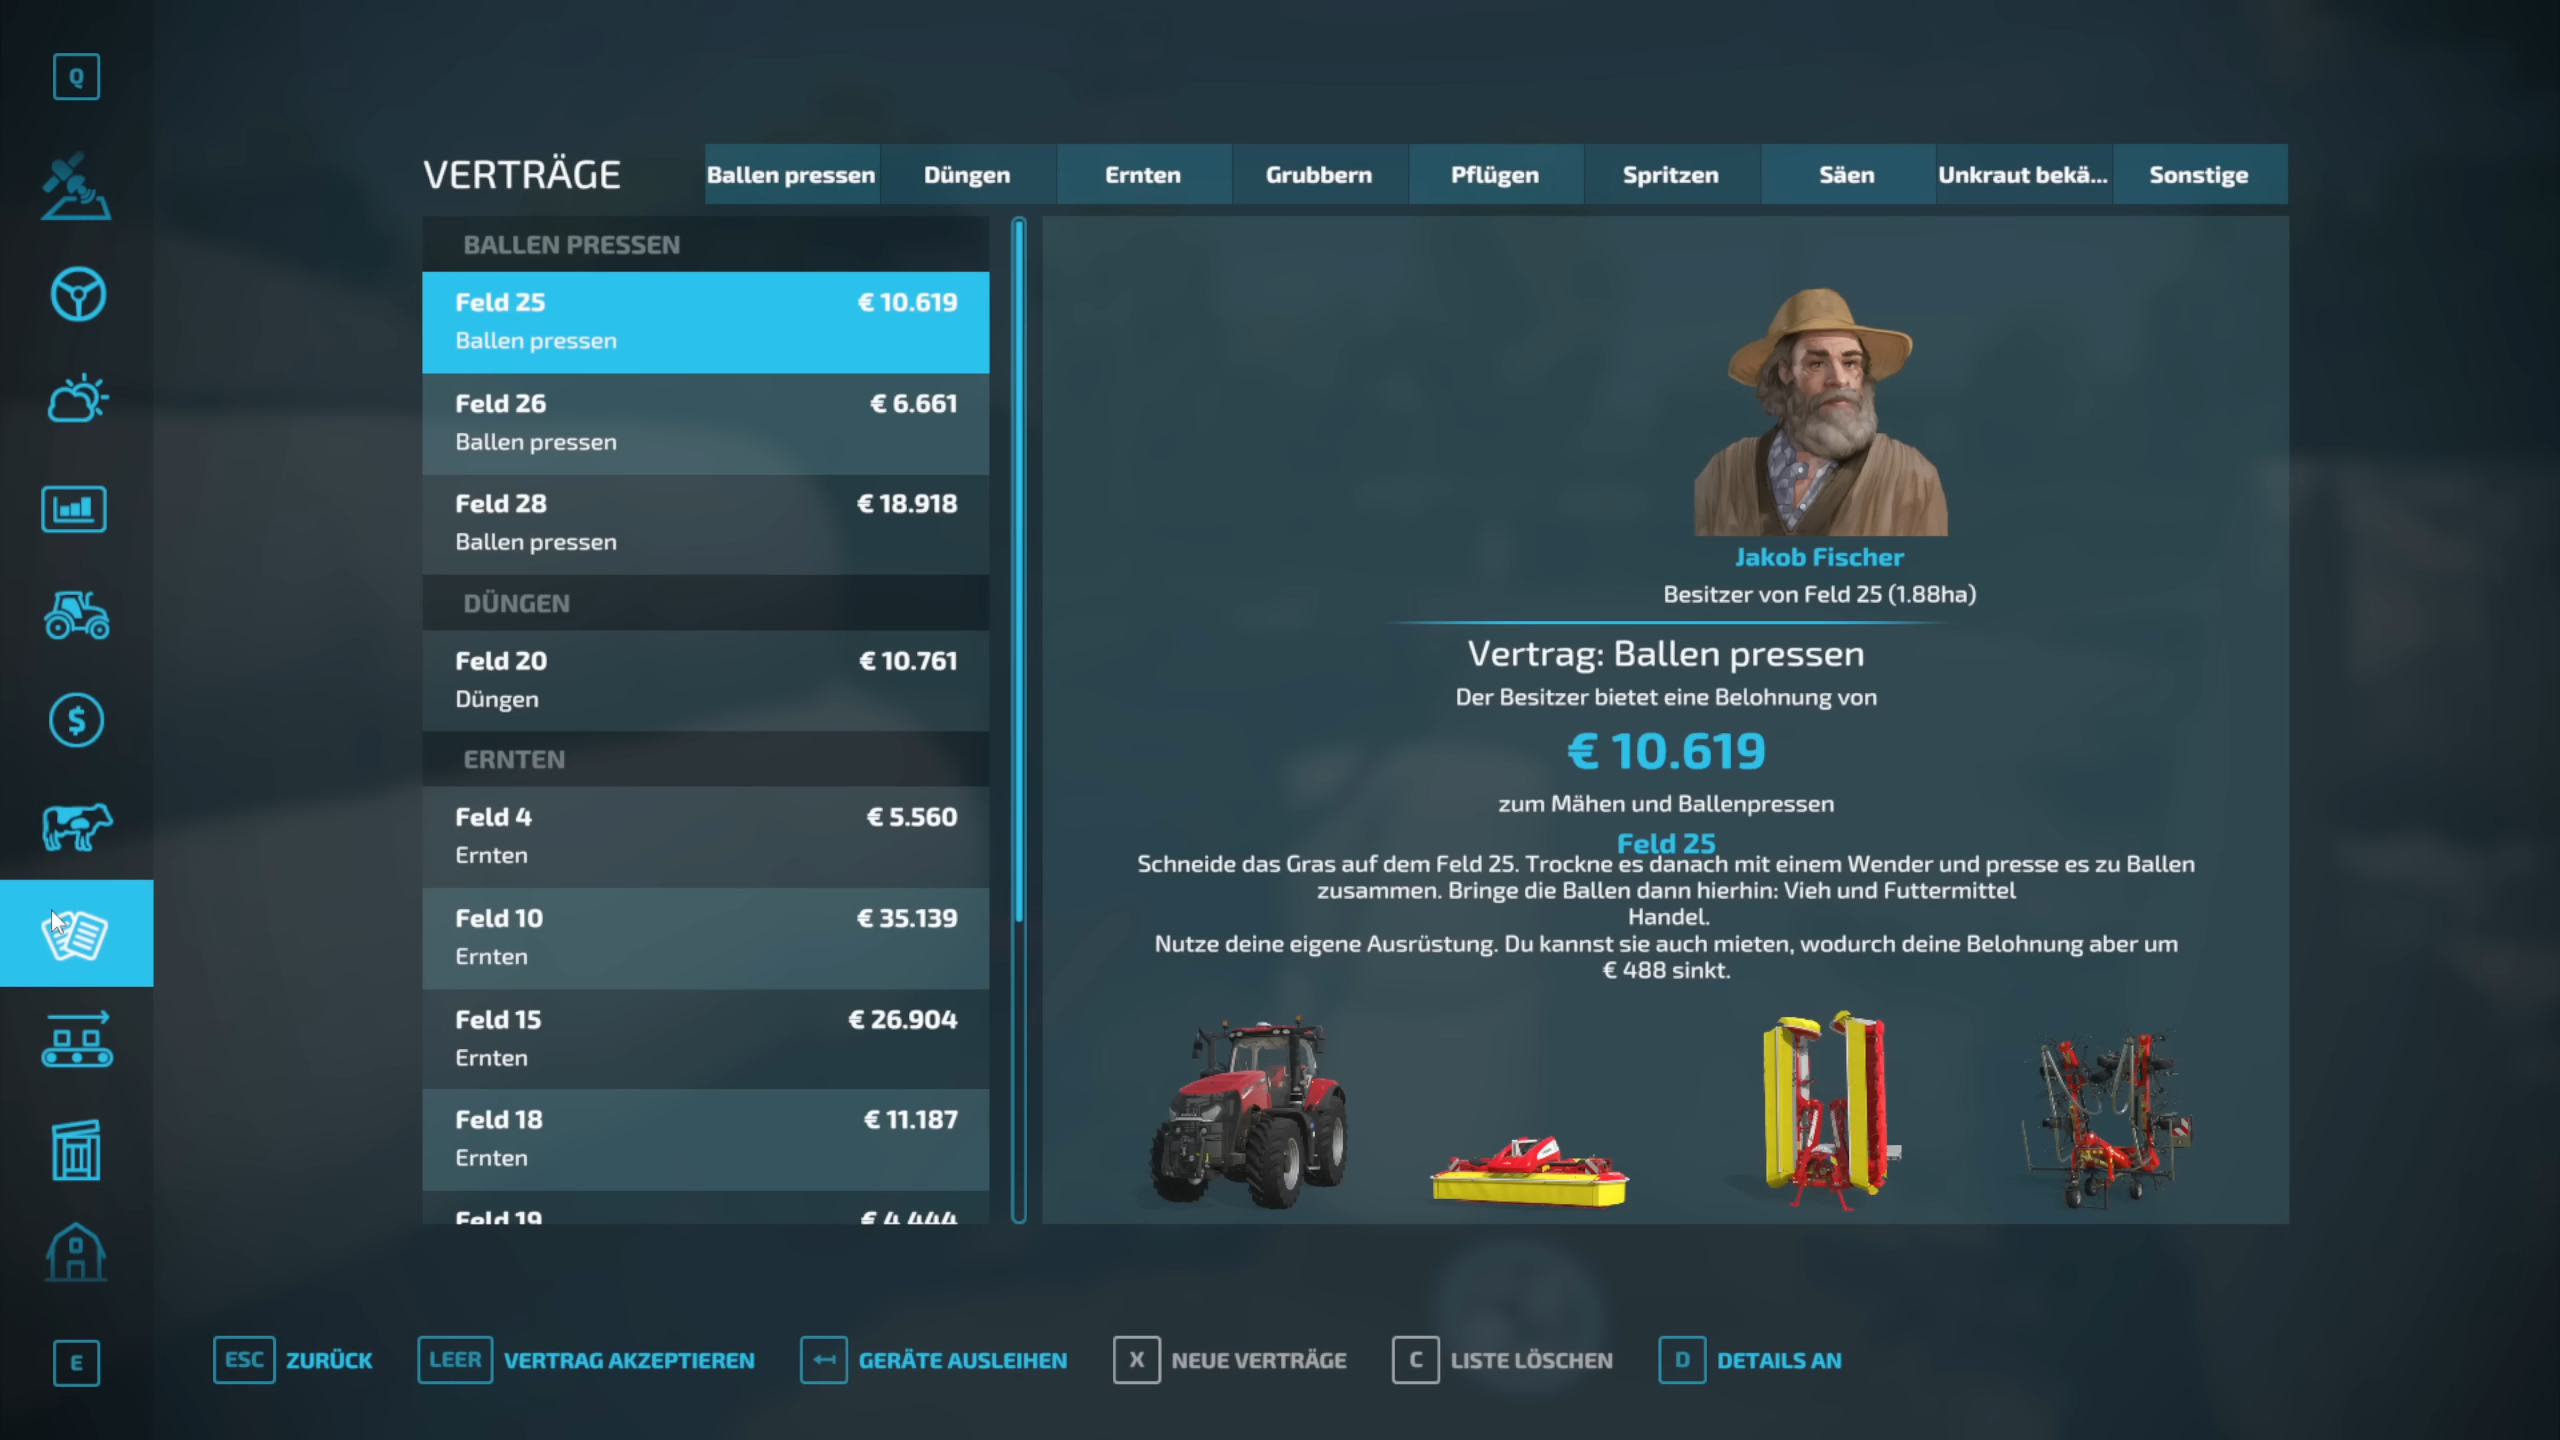 Q
VERTRÄGE
Ballen pressen
Düngen
Ernten
Grubbern
Pflügen
Spritzen
Säen
Unkraut bekä...
Sonstige
BALLEN PRESSEN
Feld 25 € 10.619
Ballen pressen
Feld 26 € 6.661
Ballen pressen
Feld 28 € 18.918
Ballen pressen
DÜNGEN
Feld 20 € 10.761
Düngen
ERNTEN
Feld 4 € 5.560
Ernten
Feld 10 € 35.139
Ernten
Feld 15 € 26.904
Ernten
Feld 18 € 11.187
Ernten
Feld 19 € 4.444
Jakob Fischer
Besitzer von Feld 25 (1.88ha)
Vertrag: Ballen pressen
Der Besitzer bietet eine Belohnung von
€ 10.619
zum Mähen und Ballenpressen
Feld 25
Schneide das Gras auf dem Feld 25. Trockne es danach mit einem Wender und presse es zu Ballen
zusammen. Bringe die Ballen dann hierhin: Vieh und Futtermittel
Handel.
Nutze deine eigene Ausrüstung. Du kannst sie auch mieten, wodurch deine Belohnung aber um
€ 488 sinkt.
E
ESC ZURÜCK
LEER VERTRAG AKZEPTIEREN
GERÄTE AUSLEIHEN
X NEUE VERTRÄGE
C LISTE LÖSCHEN
D DETAILS AN